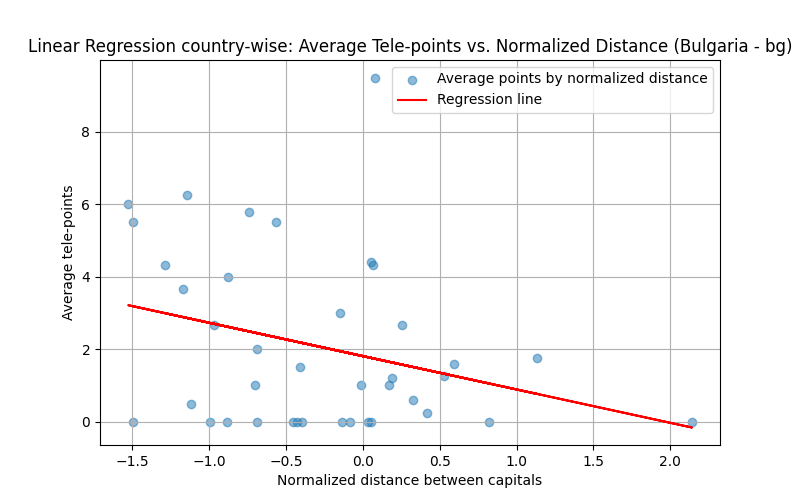 Linear Regression country-wise: Average Tele-points vs. Normalized Distance (Bulgaria - bg)
Average points by normalized distance
Regression line
Average tele-points
8
6
4
2
0
−1.5 −1.0 −0.5 0.0 0.5 1.0 1.5 2.0
Normalized distance between capitals